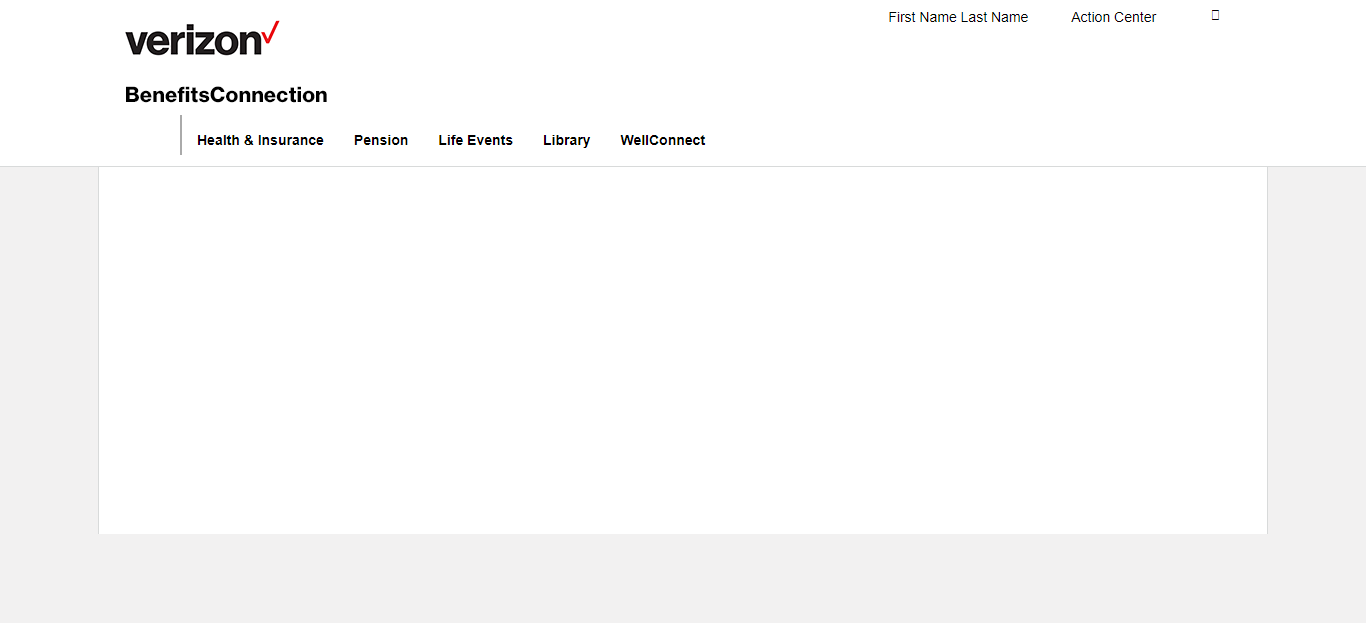 First Name Last Name Action Center
verizon
BenefitsConnection
Health & Insurance Pension Life Events Library WellConnect